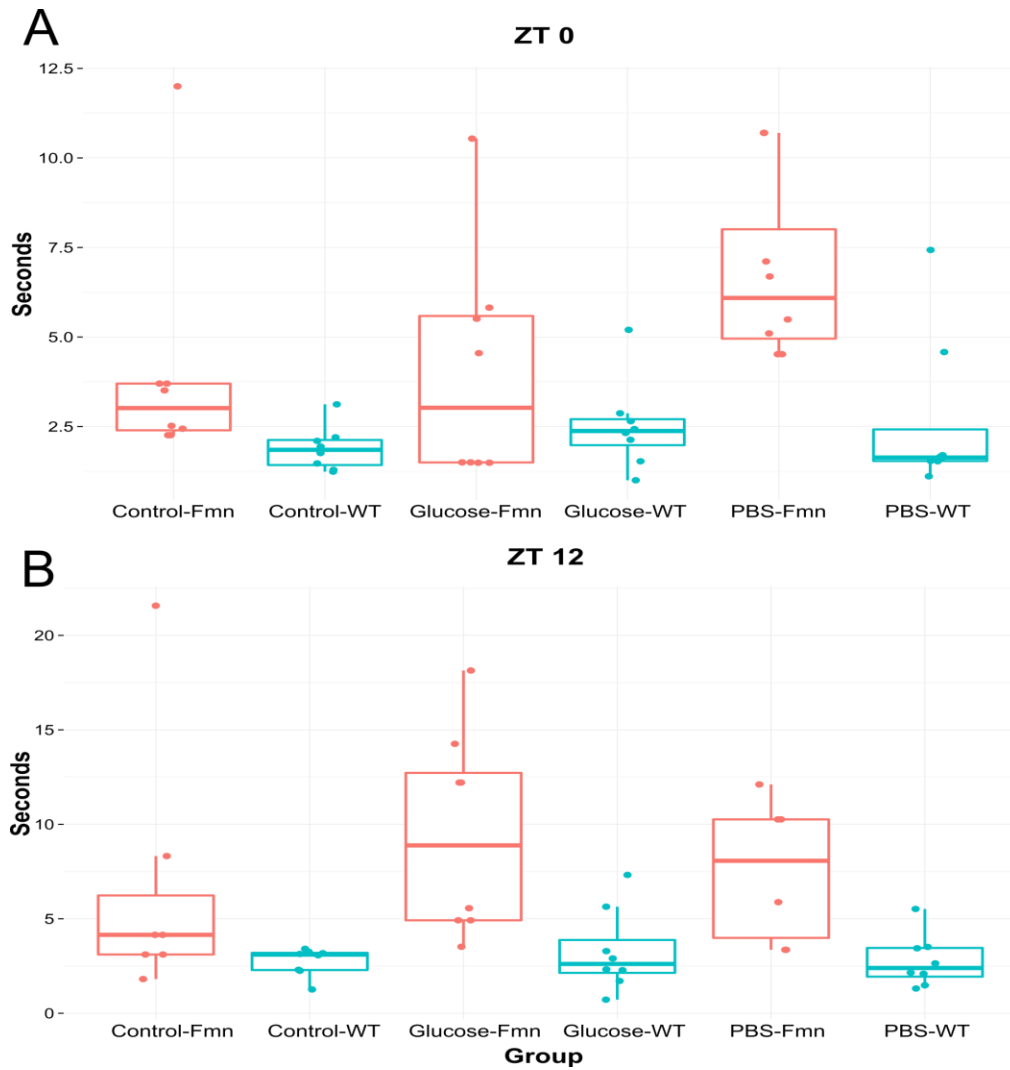 A
ZT 0
12.5
10.0
7.5
5.0
2.5
Seconds
Control-Fmn Control-WT Glucose-Fmn Glucose-WT PBS-Fmn PBS-WT
B
ZT 12
20
15
10
5
0
Seconds
Control-Fmn Control-WT Glucose-Fmn Glucose-WT PBS-Fmn PBS-WT
Group